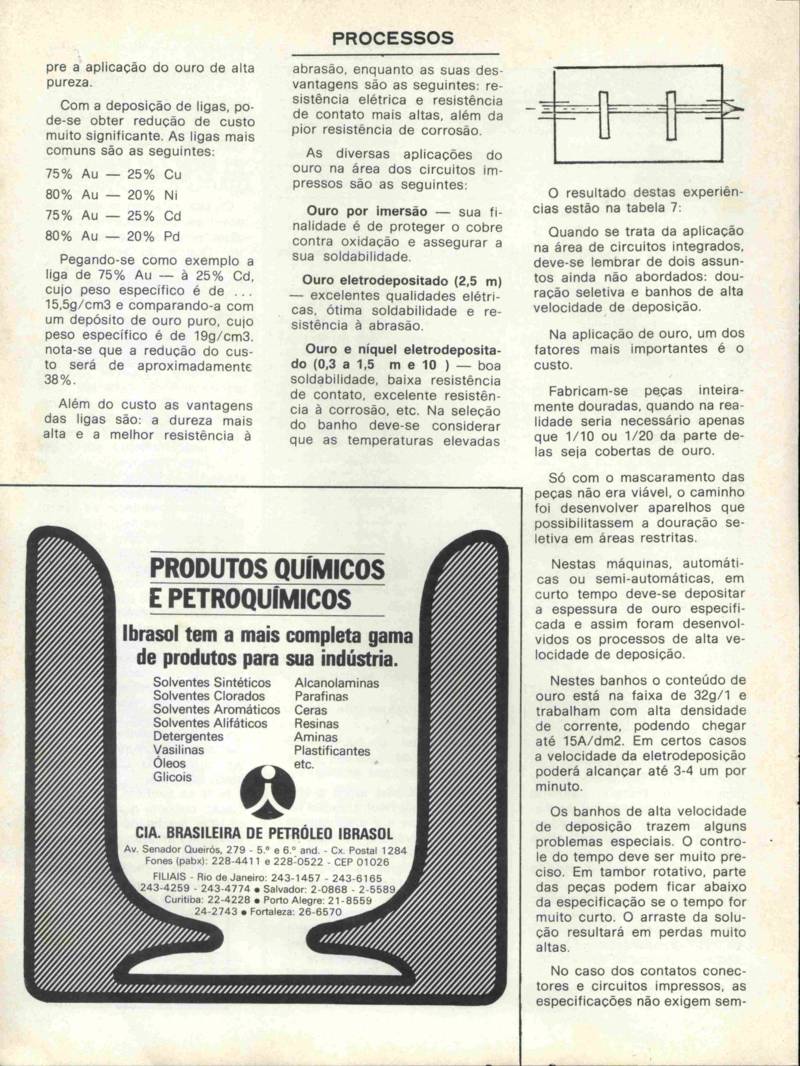 PROCESSOS
pre a aplicação do ouro de alta
pureza.
Com a deposição de ligas, po-
de-se obter redução de custo
muito significante. As ligas mais
comuns são as seguintes:
75% Au — 25% Cu
80% Au — 20% Ni
75% Au — 25% Cd
80% Au — 20% Pd
Pegando-se como exemplo a
liga de 75% Au — à 25% Cd,
cujo peso específico é de ...
15,5g/cm3 e comparando-a com
um depósito de ouro puro, cujo
peso específico é de 19g/cm3.
nota-se que a redução do cus-
to será de aproximadamente
38%.
Além do custo as vantagens
das ligas são: a dureza mais
alta e a melhor resistência à
abrasão, enquanto as suas des-
vantagens são as seguintes: re-
sistência elétrica e resistência
de contato mais altas, além da
pior resistência de corrosão.
As diversas aplicações do
ouro na área dos circuitos im-
pressos são as seguintes:
Ouro por imersão — sua fi-
nalidade é de proteger o cobre
contra oxidação e assegurar a
sua soldabilidade.
Ouro eletrodepositado (2,5 m)
— excelentes qualidades elétri-
cas, ótima soldabilidade e re-
sistência à abrasão.
Ouro e níquel eletrodeposita-
do (0,3 a 1,5 m e 10 ) — boa
soldabilidade, baixa resistência
de contato, excelente resistên-
cia à corrosão, etc. Na seleção
do banho deve-se considerar
que as temperaturas elevadas
O resultado destas experiên-
cias estão na tabela 7:
Quando se trata da aplicação
na área de circuitos integrados,
deve-se lembrar de dois assun-
tos ainda não abordados: dou-
ração seletiva e banhos de alta
velocidade de deposição.
Na aplicação de ouro, um dos
fatores mais importantes é o
custo.
Fabricam-se peças inteira-
mente douradas, quando na rea-
lidade seria necessário apenas
que 1/10 ou 1/20 da parte de-
las seja cobertas de ouro.
Só com o mascaramento das
peças não era viável, o caminho
foi desenvolver aparelhos que
possibilitassem a douração se-
letiva em áreas restritas.
Nestas máquinas, automáti-
cas ou semi-automáticas, em
curto tempo deve-se depositar
a espessura de ouro especifi-
cada e assim foram desenvol-
vidos os processos de alta ve-
locidade de deposição.
Nestes banhos o conteúdo de
ouro está na faixa de 32g/1 e
trabalham com alta densidade
de corrente, podendo chegar
até 15A/dm2. Em certos casos
a velocidade da eletrodeposição
poderá alcançar até 3-4 um por
minuto.
Os banhos de alta velocidade
de deposição trazem alguns
problemas especiais. O contro-
le do tempo deve ser muito pre-
ciso. Em tambor rotativo, parte
das peças podem ficar abaixo
da especificação se o tempo for
muito curto. O arraste da solu-
ção resultará em perdas muito
altas.
No caso dos contatos conec-
tores e circuitos impressos, as
especificações não exigem sem-
PRODUTOS QUÍMICOS
E PETROQUÍMICOS
Ibrasol tem a mais completa gama
de produtos para sua indústria.
Solventes Sintéticos
Solventes Clorados
Solventes Aromáticos
Solventes Alifáticos
Detergentes
Vasilinas
Óleos
Glicois
Alcanolaminas
Parafinas
Ceras
Resinas
Aminas
Plastificantes
etc.
CIA. BRASILEIRA DE PETRÓLEO IBRASOL
Av. Senador Queirós, 279 - 5.º e 6.º and. - Cx. Postal 1284
Fones (pabx): 228-4411 e 228-0522 - CEP 01026
FILIAIS - Rio de Janeiro: 243-1457 - 243-6165
243-4259 - 243-4774 ● Salvador: 2-0868 - 2-5589
Curitiba: 22-4228 ● Porto Alegre: 21-8559
24-2743 ● Fortaleza: 26-6570